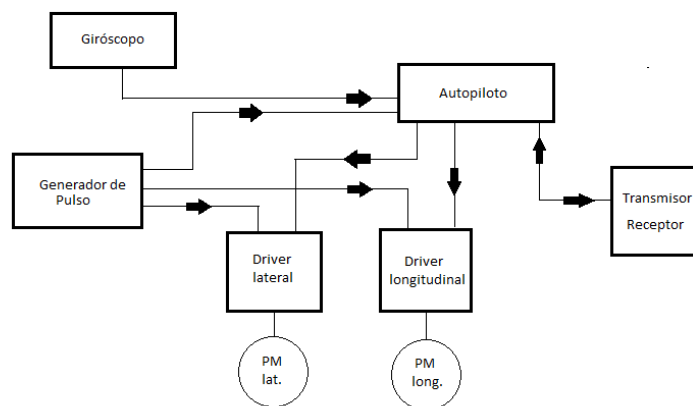 Giróscopo
Autopiloto
Generador de
Pulso
Transmisor
Receptor
Driver
lateral
Driver
longitudinal
PM
lat.
PM
long.